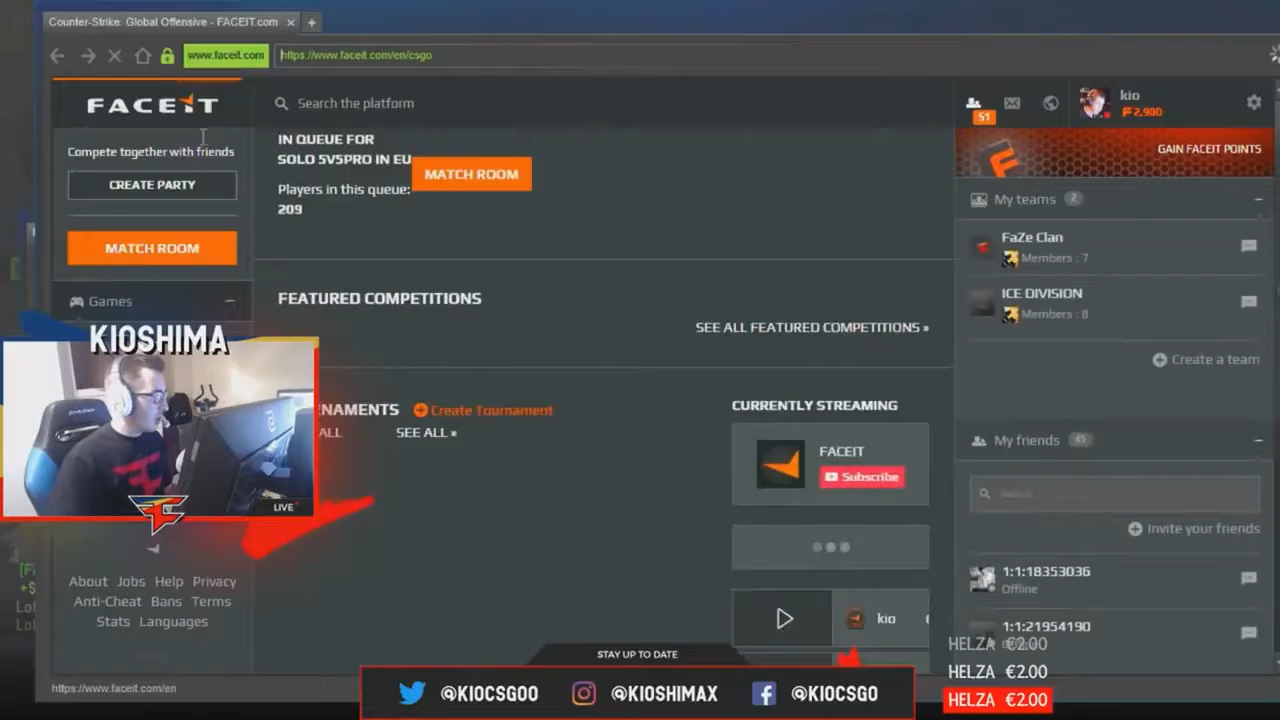 Counter-Strike: Global Offensive - FACEIT.com
www.faceit.com
https://www.faceit.com/en/csgo
FACEIT
Search the platform
51
kio
2,900
Compete together with friends
CREATE PARTY
MATCH ROOM
Games
IN QUEUE FOR
SOLO 5V5PRO IN EU
Players in this queue:
209
MATCH ROOM
FEATURED COMPETITIONS
SEE ALL FEATURED COMPETITIONS »
RNAMENTS
Create Tournament
ALL
SEE ALL »
CURRENTLY STREAMING
FACEIT
Subscribe
kio
GAIN FACEIT POINTS
My teams 2
FaZe Clan
Members : 7
ICE DIVISION
Members : 8
Create a team
My friends
Invite your friends
1:1:18353036
Offline
1:1:21954190
KIOSHIMA
LIVE
About Jobs Help Privacy
Anti-Cheat Bans Terms
Stats Languages
https://www.faceit.com/en
STAY UP TO DATE
@KIOCSGOO
@KIOSHIMAX
@KIOCSGO
HELZA €2.00
HELZA €2.00
HELZA €2.00